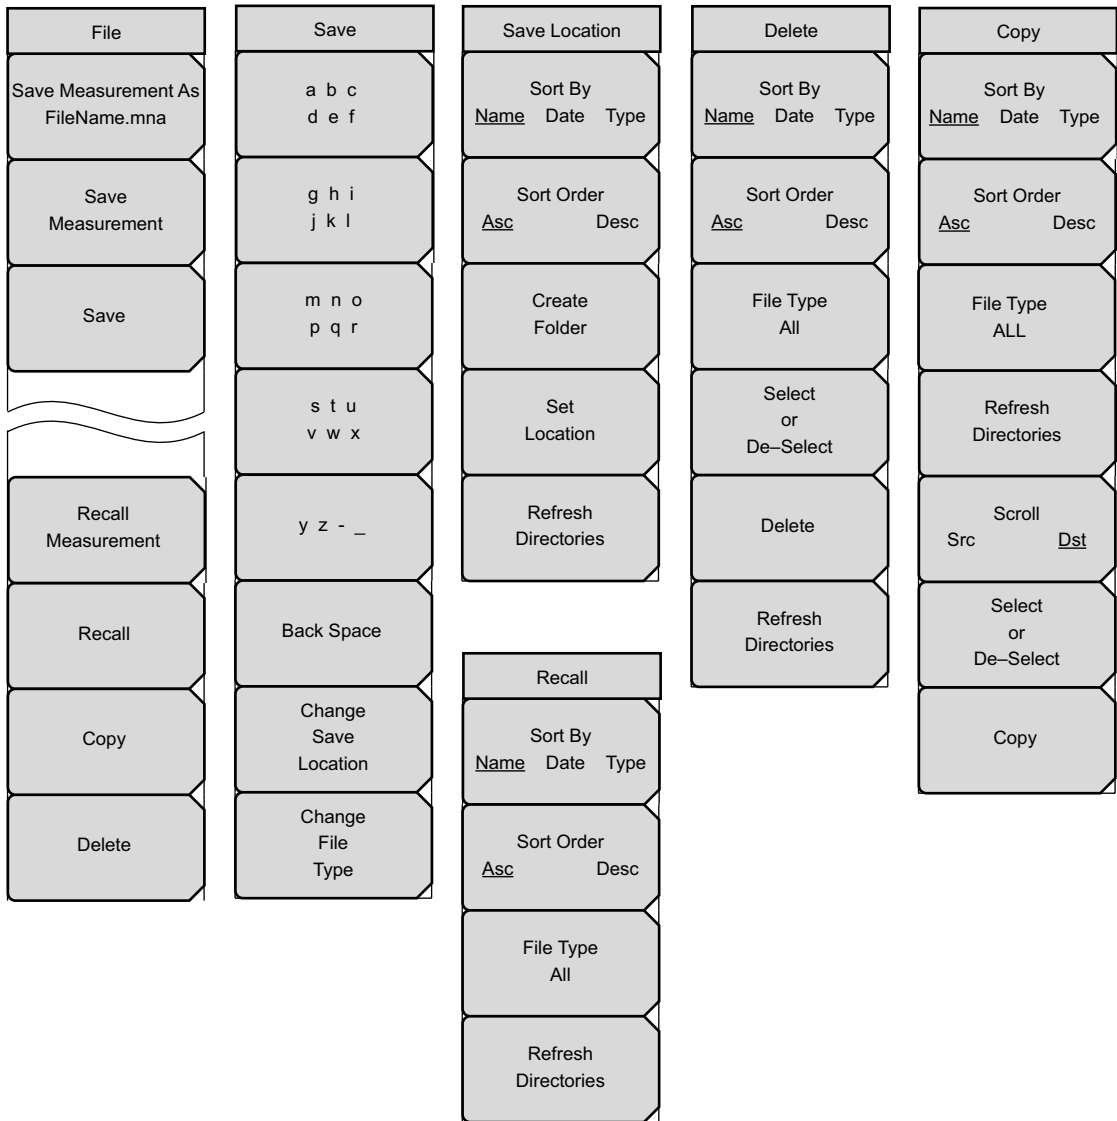 File
Save Measurement As
FileName.mna
Save
Measurement
Save
Recall
Measurement
Recall
Copy
Delete
Save
a b c
d e f
g h i
j k l
m n o
p q r
s t u
v w x
y z - _
Back Space
Change
Save
Location
Change
File
Type
Save Location
Sort By
Name Date Type
Sort Order
Asc Desc
Create
Folder
Set
Location
Refresh
Directories
Recall
Sort By
Name Date Type
Sort Order
Asc Desc
File Type
All
Refresh
Directories
Delete
Sort By
Name Date Type
Sort Order
Asc Desc
File Type
All
Select
or
De–Select
Delete
Refresh
Directories
Copy
Sort By
Name Date Type
Sort Order
Asc Desc
File Type
ALL
Refresh
Directories
Scroll
Src Dst
Select
or
De–Select
Copy